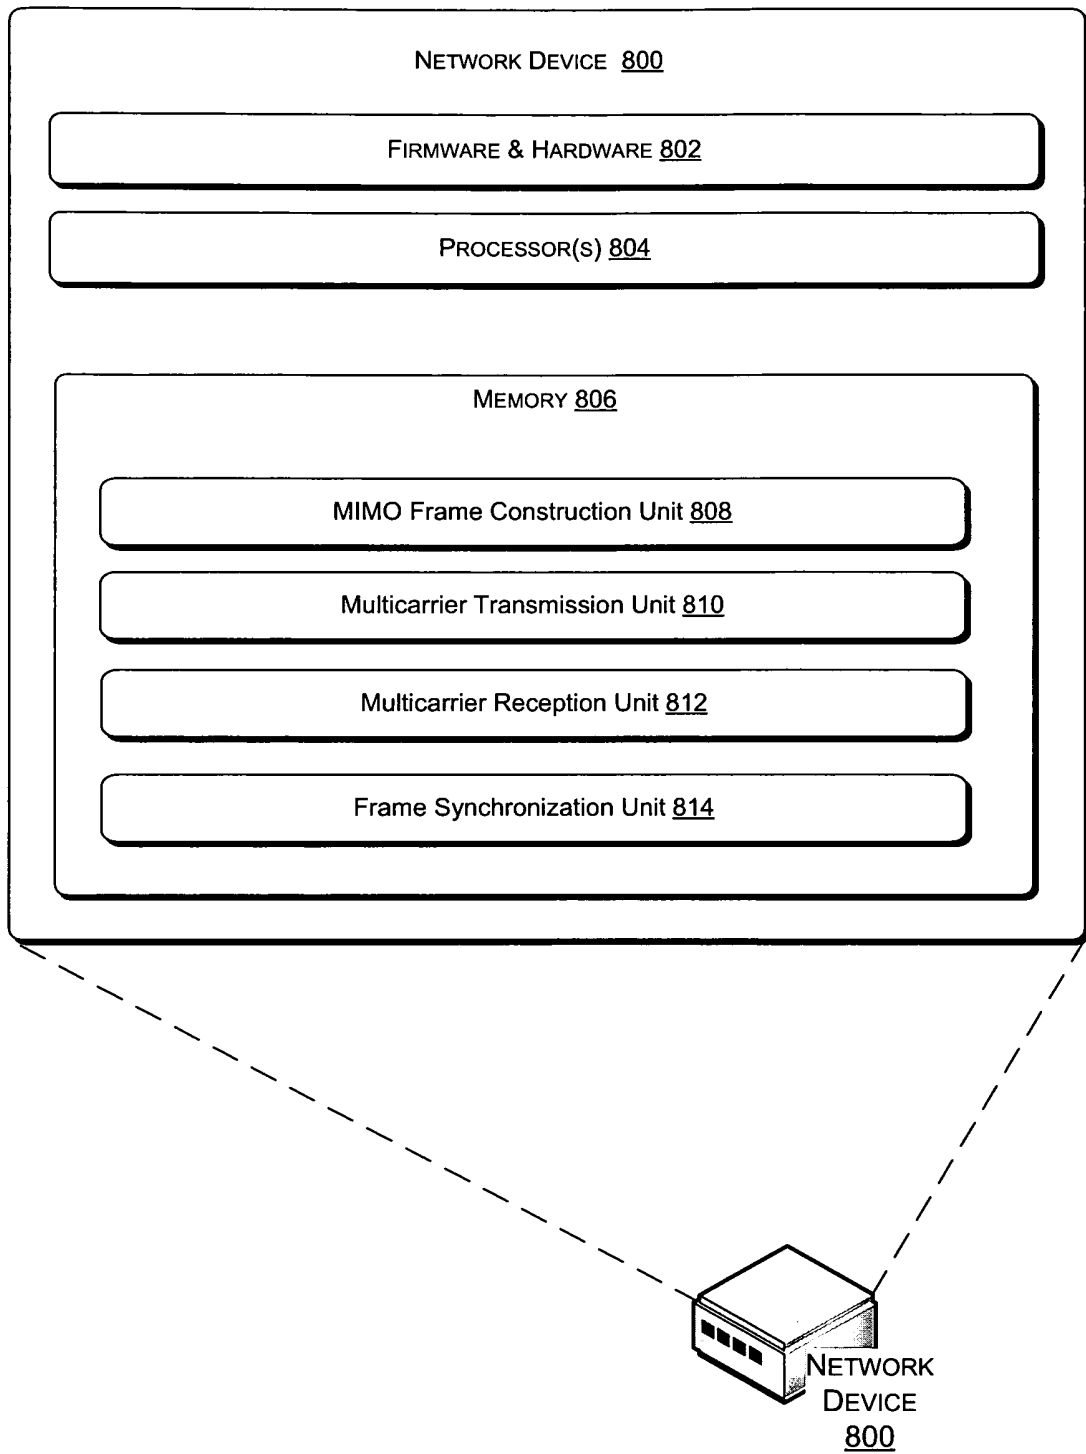 NETWORK DEVICE 800
FIRMWARE & HARDWARE 802
PROCESSOR(S) 804
MEMORY 806
MIMO Frame Construction Unit 808
Multicarrier Transmission Unit 810
Multicarrier Reception Unit 812
Frame Synchronization Unit 814
NETWORK
DEVICE
800